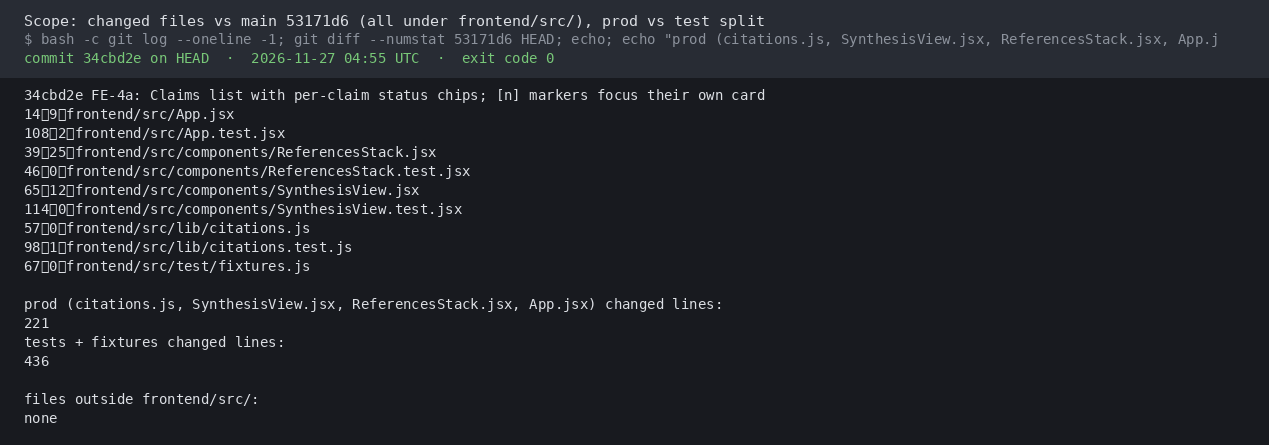 Scope: changed files vs main 53171d6 (all under frontend/src/), prod vs test split
$ bash -c git log --oneline -1; git diff --numstat 53171d6 HEAD; echo; echo "prod (citations.js, SynthesisView.jsx, ReferencesStack.jsx, App.j
commit 34cbd2e on HEAD · 2026-11-27 04:55 UTC · exit code 0
34cbd2e FE-4a: Claims list with per-claim status chips; [n] markers focus their own card
14□9□frontend/src/App.jsx
108□2□frontend/src/App.test.jsx
39□25□frontend/src/components/ReferencesStack.jsx
46□0□frontend/src/components/ReferencesStack.test.jsx
65□12□frontend/src/components/SynthesisView.jsx
114□0□frontend/src/components/SynthesisView.test.jsx
57□0□frontend/src/lib/citations.js
98□1□frontend/src/lib/citations.test.js
67□0□frontend/src/test/fixtures.js
prod (citations.js, SynthesisView.jsx, ReferencesStack.jsx, App.jsx) changed lines:
221
tests + fixtures changed lines:
436
files outside frontend/src/:
none